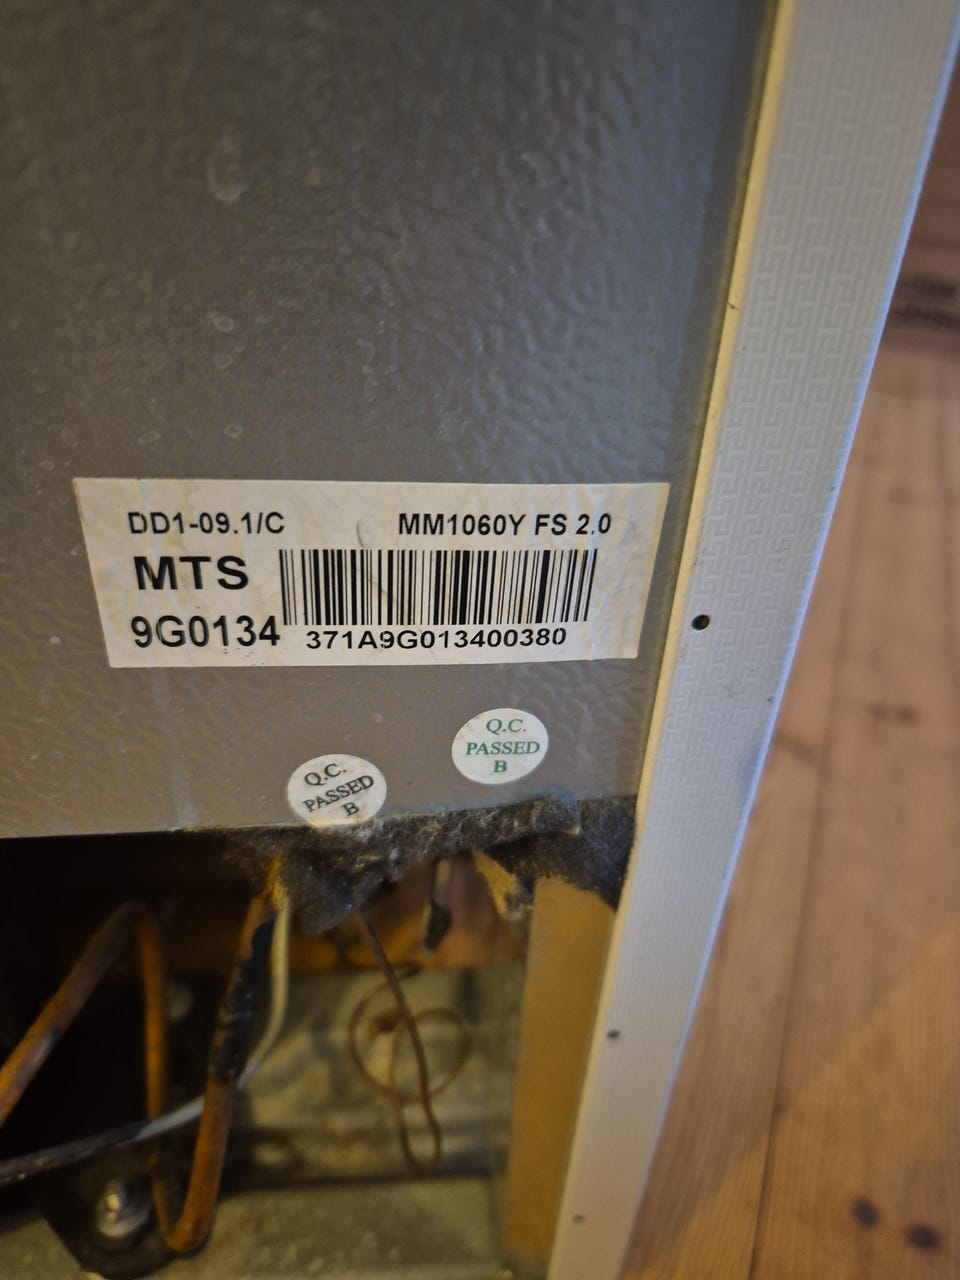 DD1-09.1/C MM1060Y FS 2.0
MTS
9G0134 371A9G013400380
Q.C.
PASSED
B
Q.C.
PASSED
B